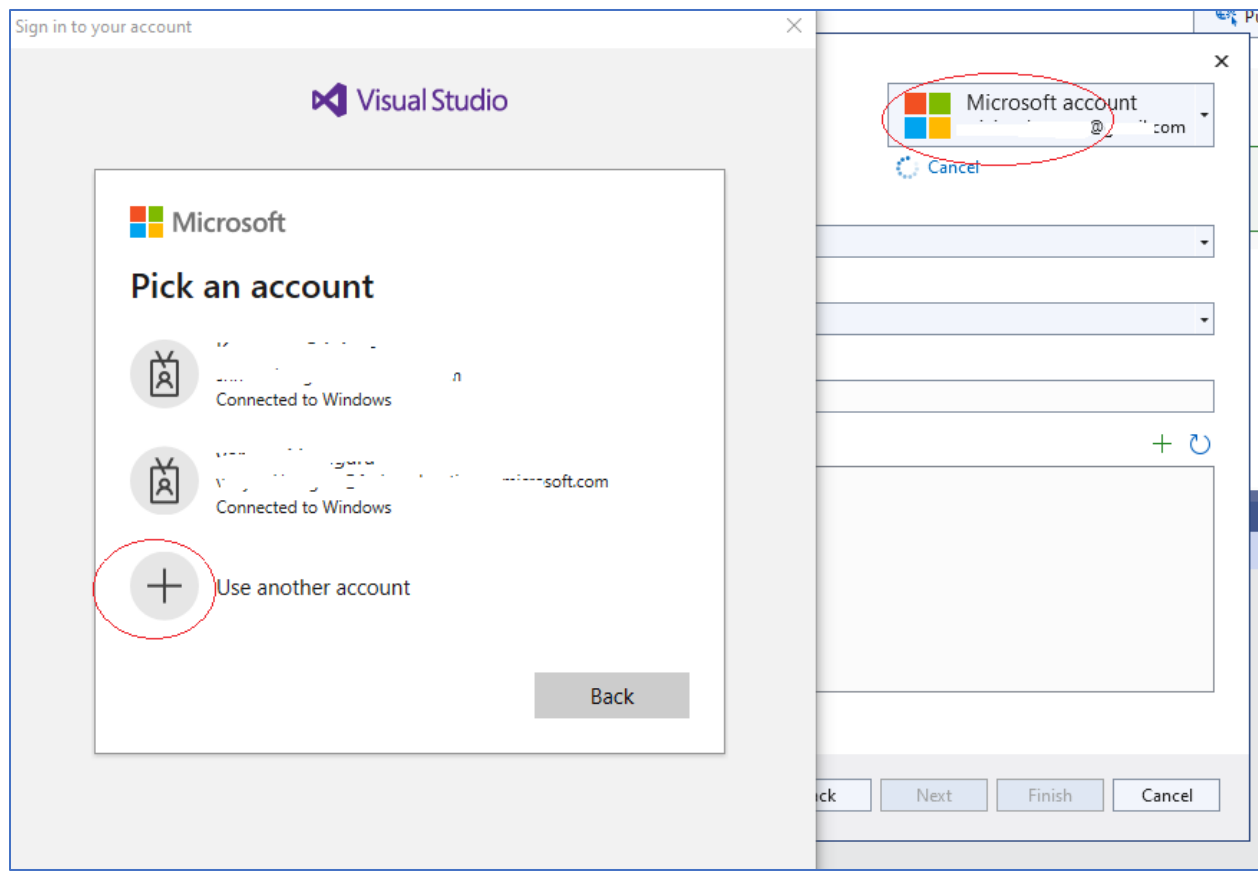 Sign in to your account
Visual Studio
Microsoft
Pick an account
Connected to Windows
soft.com
Connected to Windows
Use another account
Back
Microsoft account
com
Cancel
Next
Finish
Cancel